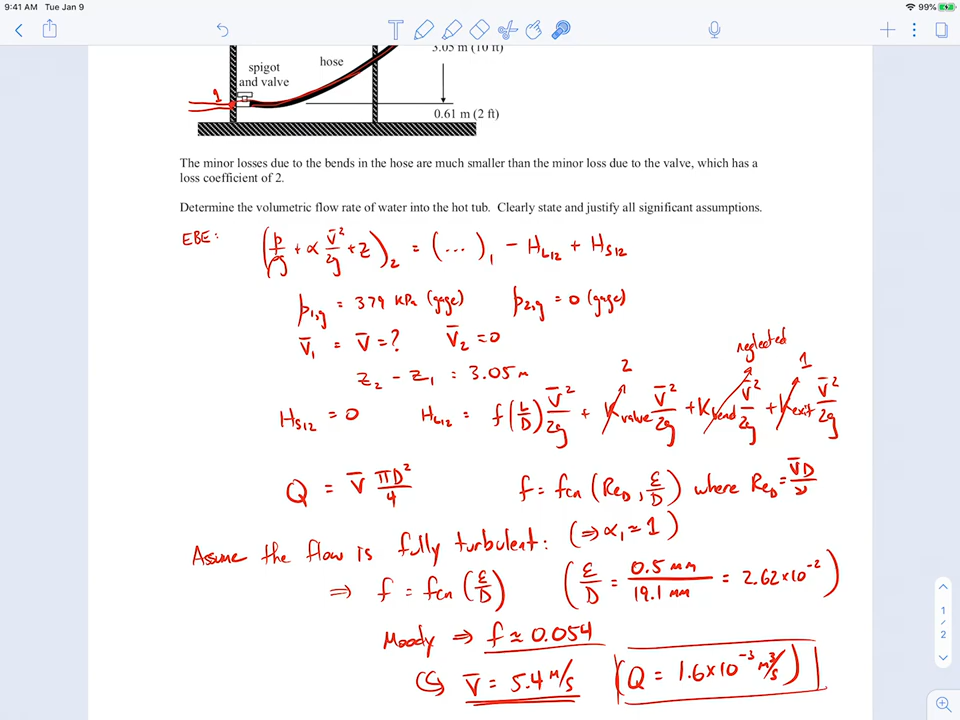 9:41 AM Tue Jan 9
99%
3.05 m (10 ft)
spigot
and valve
hose
1
0.61 m (2 ft)
The minor losses due to the bends in the hose are much smaller than the minor loss due to the valve, which has a
loss coefficient of 2.
Determine the volumetric flow rate of water into the hot tub. Clearly state and justify all significant assumptions.
EBE: (p/ρg + α V̄²/2g + z)₂ = (...)₁ - H_L12 + H_S12
p_1,g = 379 kPa (gage) p_2,g = 0 (gage)
V̄₁ = V̄ = ? V̄₂ = 0
z₂ - z₁ = 3.05 m
neglected
2 1
H_S12 = 0 H_L12 = f(L/D) V̄²/2g + K_valve V̄²/2g + K_bend V̄²/2g + K_exit V̄²/2g
Q = V̄ πD²/4 f = fcn (Re_D, ε/D) where Re_D = V̄D/ν
Assume the flow is fully turbulent: (⇒ α₁ ≈ 1)
⇒ f = fcn (ε/D) (ε/D = 0.5 mm/19.1 mm = 2.62×10⁻²)
Moody ⇒ f ≈ 0.054
↳ V̄ = 5.4 m/s (Q = 1.6×10⁻³ m³/s)
1
/
2